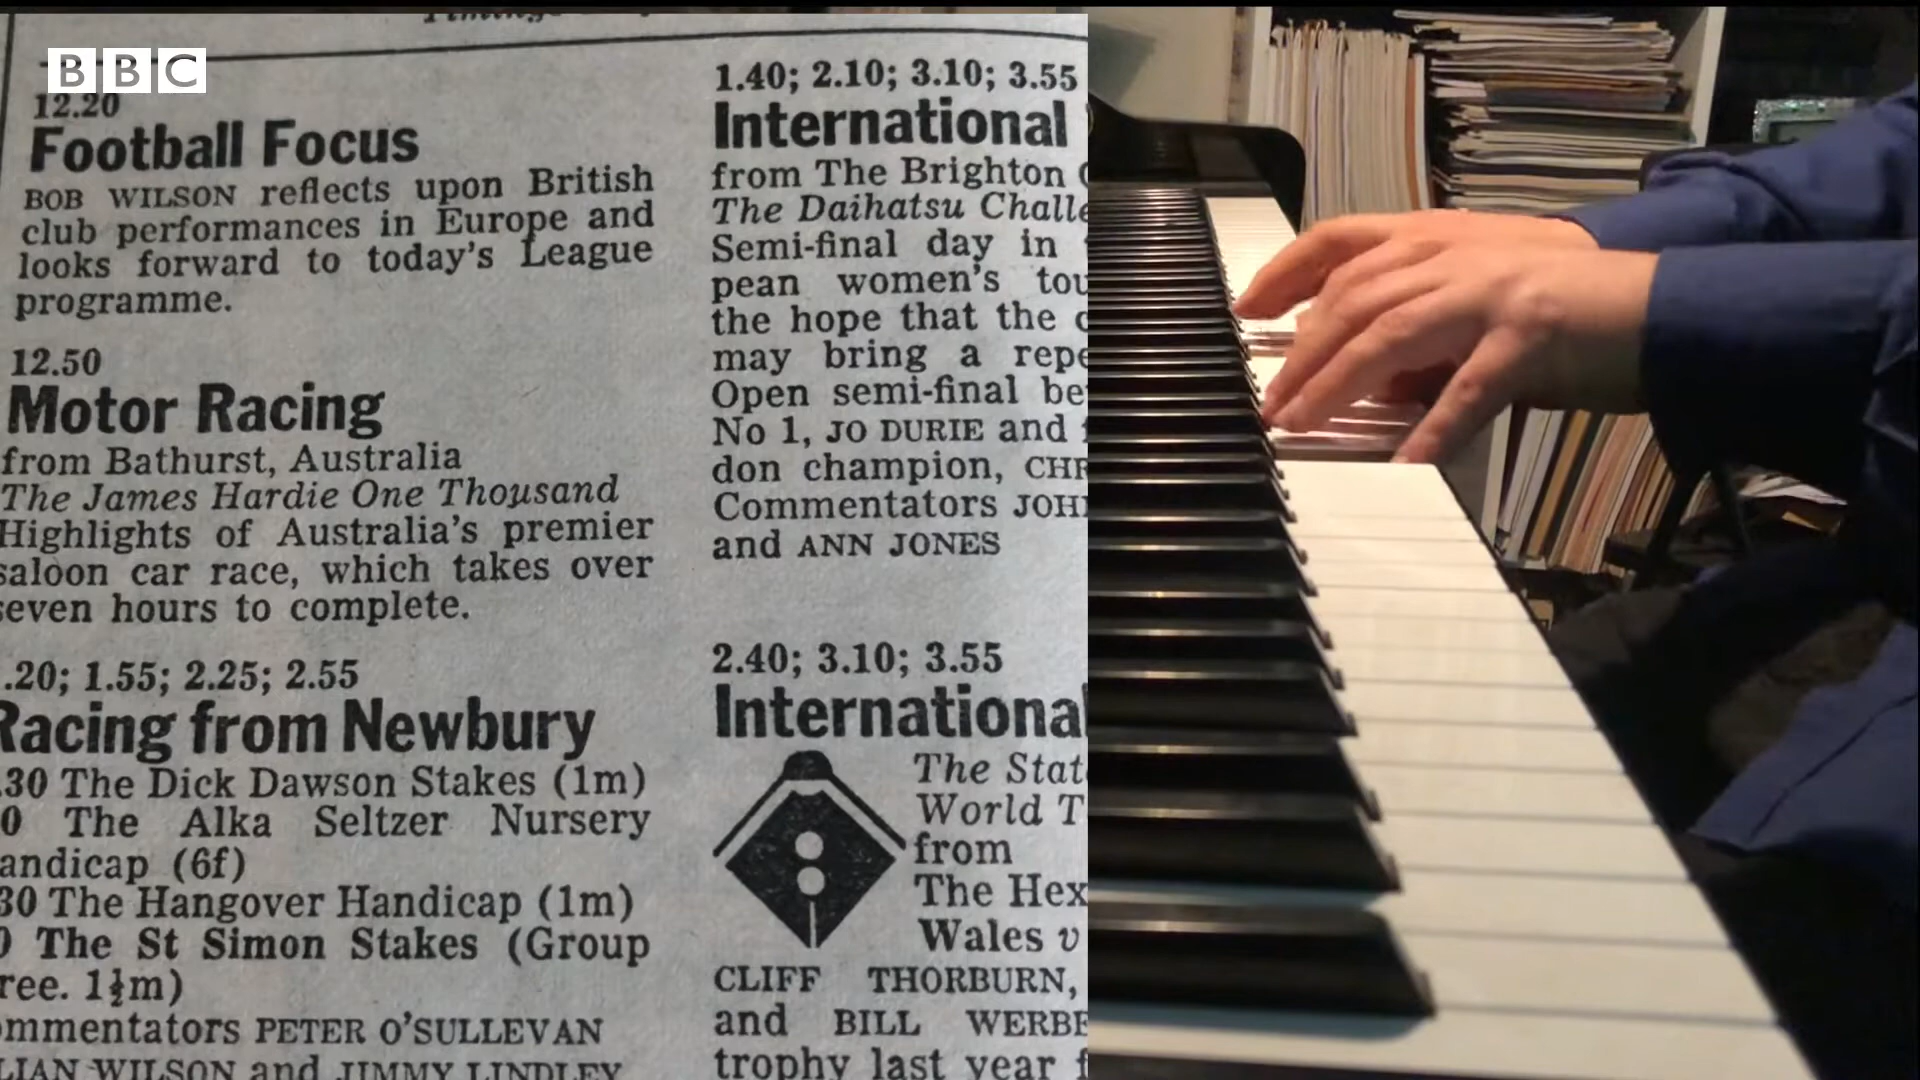 BBC
12.20
Football Focus
BOB WILSON reflects upon British
club performances in Europe and
looks forward to today's League
programme.
12.50
Motor Racing
from Bathurst, Australia
The James Hardie One Thousand
Highlights of Australia's premier
saloon car race, which takes over
seven hours to complete.
.20; 1.55; 2.25; 2.55
Racing from Newbury
.30 The Dick Dawson Stakes (1m)
0 The Alka Seltzer Nursery
andicap (6f)
30 The Hangover Handicap (1m)
0 The St Simon Stakes (Group
ree. 1½m)
ommentators PETER O'SULLEVAN
LIAN WILSON and JIMMY LINDLEY
1.40; 2.10; 3.10; 3.55
International
from The Brighton
The Daihatsu Challe
Semi-final day in
pean women's tou
the hope that the
may bring a repe
Open semi-final be
No 1, JO DURIE and
don champion, CHR
Commentators JOH
and ANN JONES
2.40; 3.10; 3.55
International
The Stat
World T
from
The Hex
Wales v
CLIFF THORBURN,
and BILL WERBE
trophy last year f